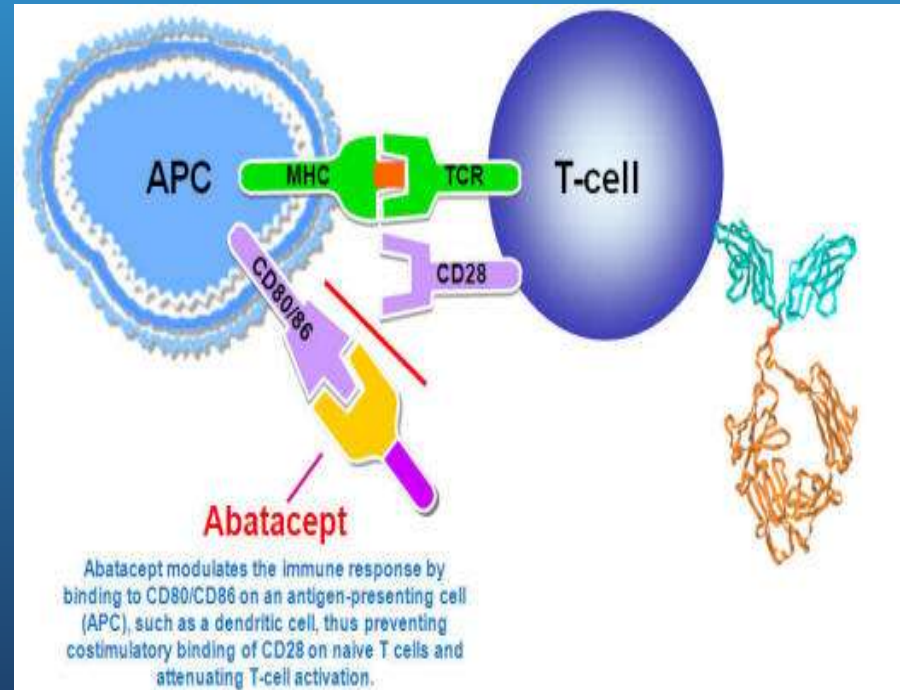 APC
MHC
TCR
T-cell
CD80/86
CD28
Abatacept
Abatacept modulates the immune response by
binding to CD80/CD86 on an antigen-presenting cell
(APC), such as a dendritic cell, thus preventing
costimulatory binding of CD28 on naive T cells and
attenuating T-cell activation.